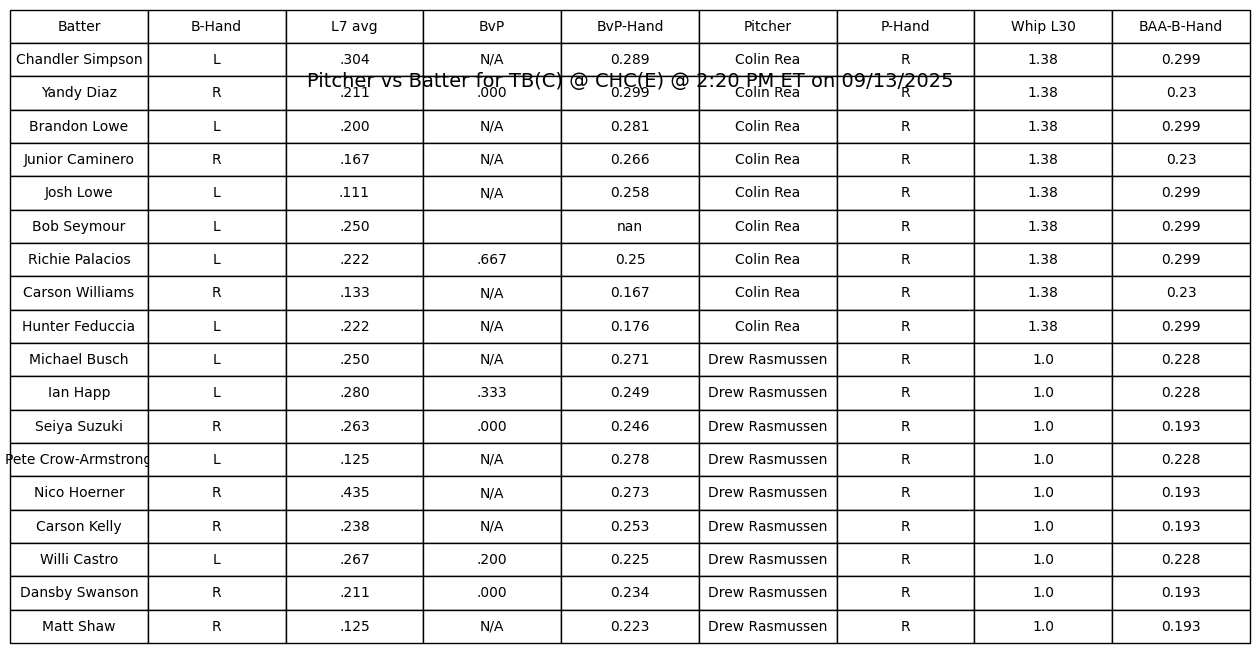 Batter B-Hand L7 avg BvP BvP-Hand Pitcher P-Hand Whip L30 BAA-B-Hand
Chandler Simpson L .304 N/A 0.289 Colin Rea R 1.38 0.299
Pitcher vs Batter for TB(C) @ CHC(E) @ 2:20 PM ET on 09/13/2025
Yandy Diaz R .211 .000 0.299 Colin Rea R 1.38 0.23
Brandon Lowe L .200 N/A 0.281 Colin Rea R 1.38 0.299
Junior Caminero R .167 N/A 0.266 Colin Rea R 1.38 0.23
Josh Lowe L .111 N/A 0.258 Colin Rea R 1.38 0.299
Bob Seymour L .250 nan Colin Rea R 1.38 0.299
Richie Palacios L .222 .667 0.25 Colin Rea R 1.38 0.299
Carson Williams R .133 N/A 0.167 Colin Rea R 1.38 0.23
Hunter Feduccia L .222 N/A 0.176 Colin Rea R 1.38 0.299
Michael Busch L .250 N/A 0.271 Drew Rasmussen R 1.0 0.228
Ian Happ L .280 .333 0.249 Drew Rasmussen R 1.0 0.228
Seiya Suzuki R .263 .000 0.246 Drew Rasmussen R 1.0 0.193
Pete Crow-Armstrong L .125 N/A 0.278 Drew Rasmussen R 1.0 0.228
Nico Hoerner R .435 N/A 0.273 Drew Rasmussen R 1.0 0.193
Carson Kelly R .238 N/A 0.253 Drew Rasmussen R 1.0 0.193
Willi Castro L .267 .200 0.225 Drew Rasmussen R 1.0 0.228
Dansby Swanson R .211 .000 0.234 Drew Rasmussen R 1.0 0.193
Matt Shaw R .125 N/A 0.223 Drew Rasmussen R 1.0 0.193